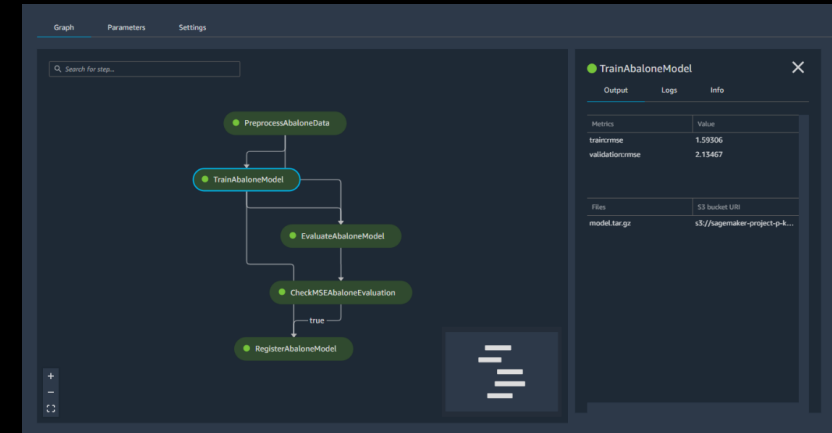 Graph Parameters Settings
Search for step...
PreprocessAbaloneData
TrainAbaloneModel
EvaluateAbaloneModel
CheckMSEAbaloneEvaluation
true
RegisterAbaloneModel
TrainAbaloneModel
Output Logs Info
Metrics Value
train:rmse 1.59306
validation:rmse 2.13467
Files S3 bucket URI
model.tar.gz s3://sagemaker-project-p-k...